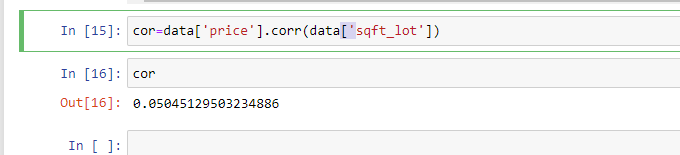 In [15]: cor=data['price'].corr(data['sqft_lot'])
In [16]: cor
Out[16]: 0.05045129503234886
In [ ]: